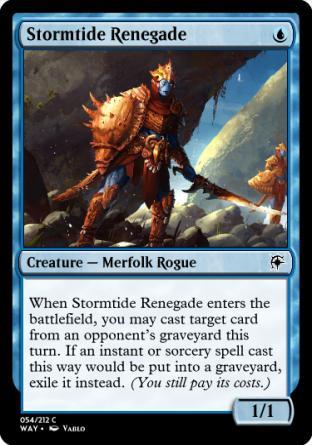 Stormtide Renegade
Creature — Merfolk Rogue
When Stormtide Renegade enters the
battlefield, you may cast target card
from an opponent's graveyard this
turn. If an instant or sorcery spell cast
this way would be put into a graveyard,
exile it instead. (You still pay its costs.)
1/1
054/212 C
WAY • Vablo